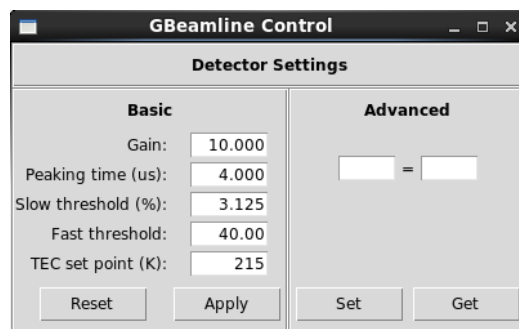 GBeamline Control
Detector Settings
Basic
Gain: 10.000
Peaking time (us): 4.000
Slow threshold (%): 3.125
Fast threshold: 40.00
TEC set point (K): 215
Reset Apply
Advanced
=
Set Get